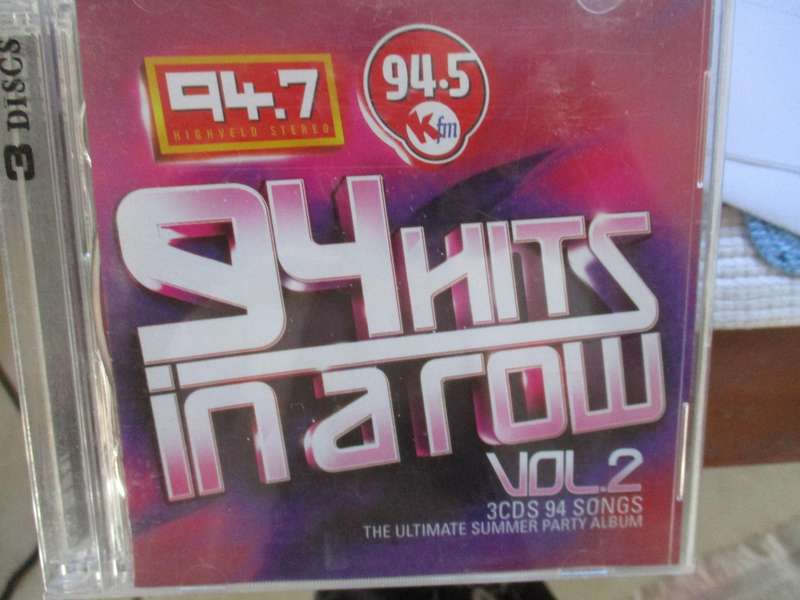 3 DISCS
94.7
HIGHVELD STEREO
94.5
Kfm
94 HITS
in a row
VOL.2
3CDS 94 SONGS
THE ULTIMATE SUMMER PARTY ALBUM